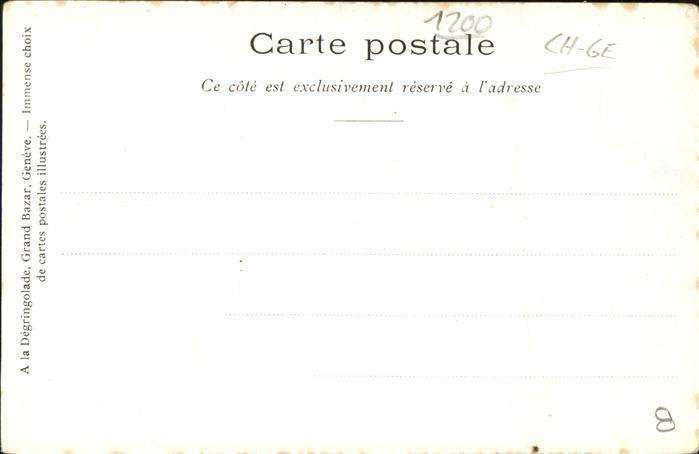 1200
Carte postale
CH-GE
Ce côté est exclusivement réservé à l'adresse
A la Dégringolade, Grand Bazar, Genève. — Immense choix
de cartes postales illustrées.
8